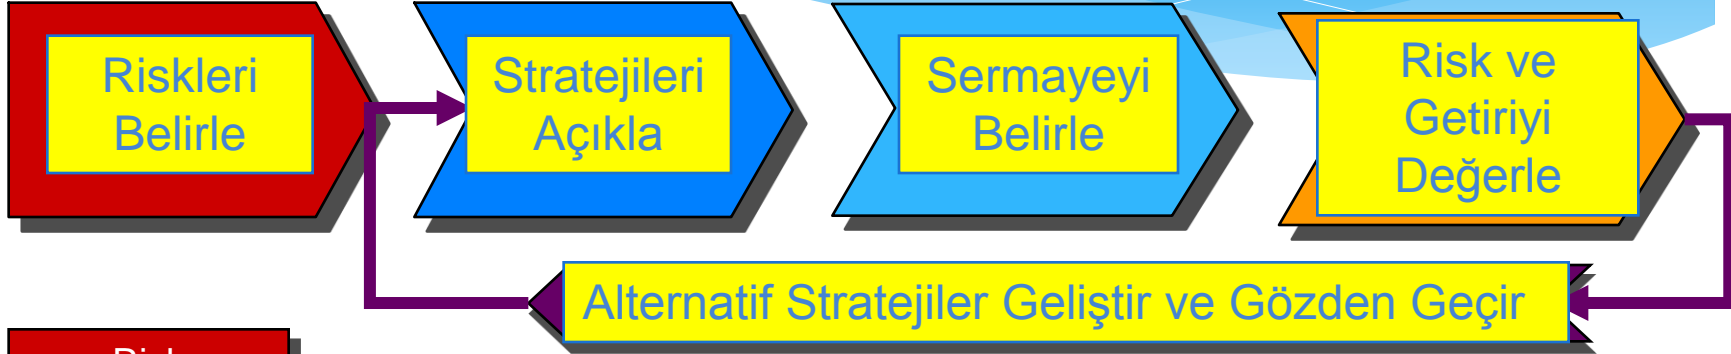 Riskleri
Belirle
Stratejileri
Açıkla
Sermayeyi
Belirle
Risk ve
Getiriyi
Değerle
Alternatif Stratejiler Geliştir ve Gözden Geçir